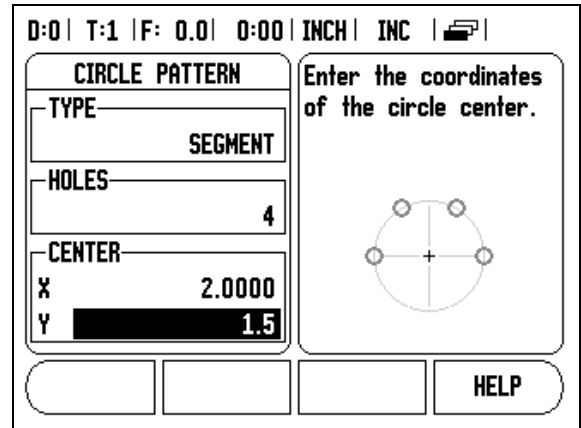 D:0 | T:1 | F: 0.0 | 0:00 | INCH | INC | |
CIRCLE PATTERN
TYPE
SEGMENT
HOLES
4
CENTER
X 2.0000
Y 1.5
Enter the coordinates
of the circle center.
HELP